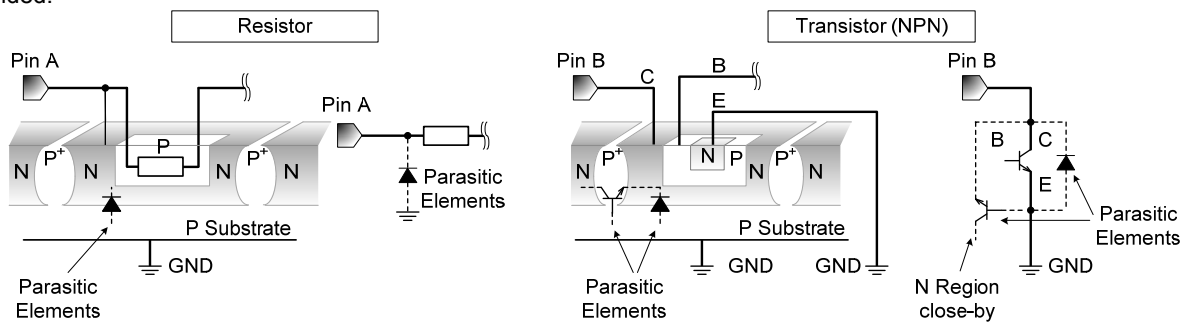 Resistor
Pin A
N
P+
N
P
N
P+
N
P Substrate
GND
Parasitic
Elements
Pin A
Parasitic
Elements
Transistor (NPN)
Pin B
C
B
E
N
P+
N
P
P+
N
N
P Substrate
GND
GND
Parasitic
Elements
Pin B
B
C
E
Parasitic
Elements
GND
N Region
close-by